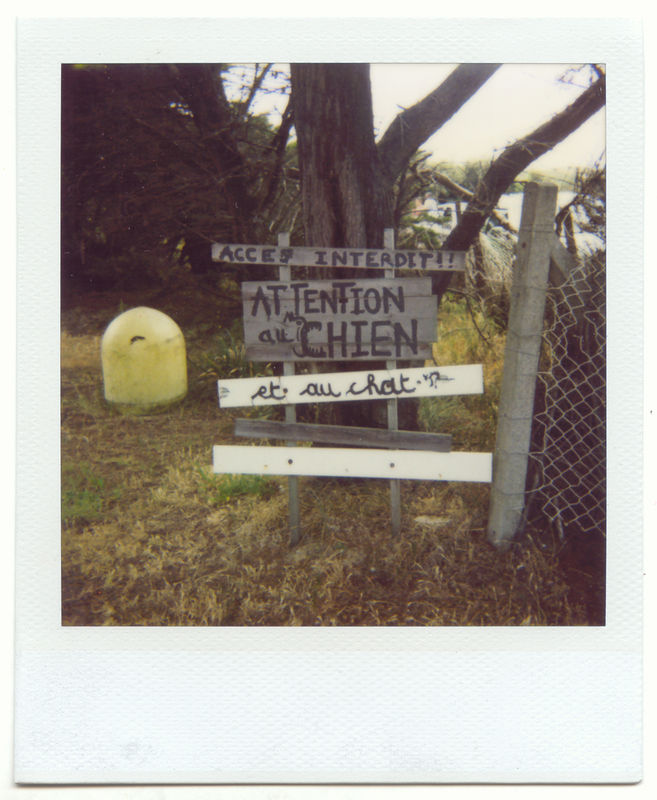 ACCES INTERDIT!!
ATTENTION
au CHIEN
et au chat